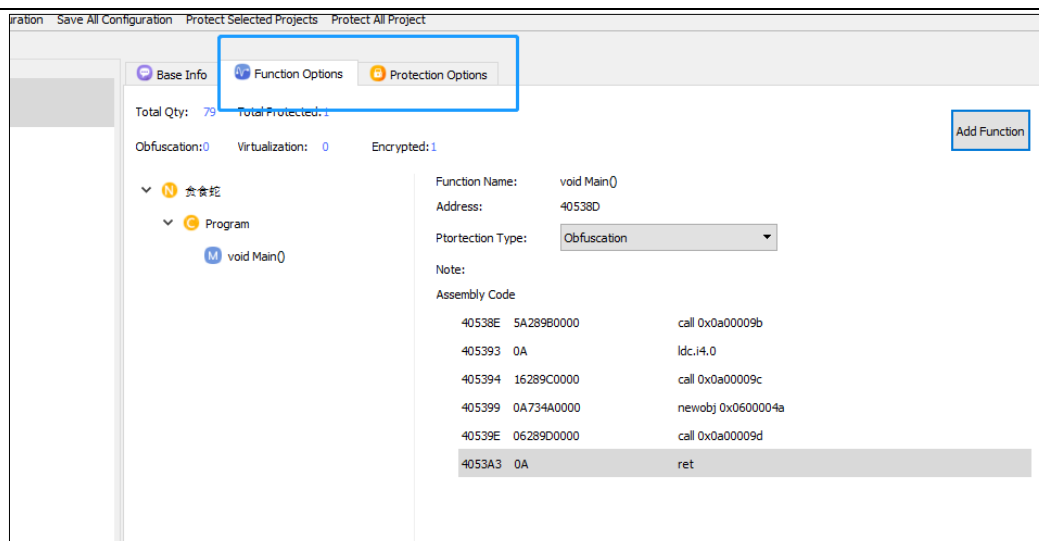 uration Save All Configuration Protect Selected Projects Protect All Project
Base Info Function Options Protection Options
Total Qty: 79 Total Protected:1
Add Function
Obfuscation:0 Virtualization: 0 Encrypted:1
贪食蛇
Program
void Main()
Function Name: void Main()
Address: 40538D
Ptortection Type: Obfuscation
Note:
Assembly Code
40538E 5A289B0000 call 0x0a00009b
405393 0A ldc.i4.0
405394 16289C0000 call 0x0a00009c
405399 0A734A0000 newobj 0x0600004a
40539E 06289D0000 call 0x0a00009d
4053A3 0A ret